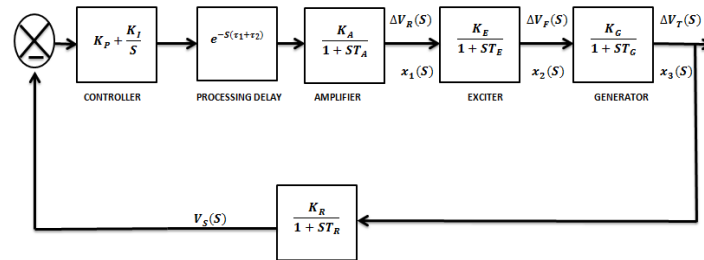 K_P + K_I/S
e^{-S(τ1+τ2)}
K_A/(1 + ST_A)
ΔV_R(S)
x_1(S)
K_E/(1 + ST_E)
ΔV_F(S)
x_2(S)
K_G/(1 + ST_G)
ΔV_T(S)
x_3(S)
CONTROLLER
PROCESSING DELAY
AMPLIFIER
EXCITER
GENERATOR
V_S(S)
K_R/(1 + ST_R)